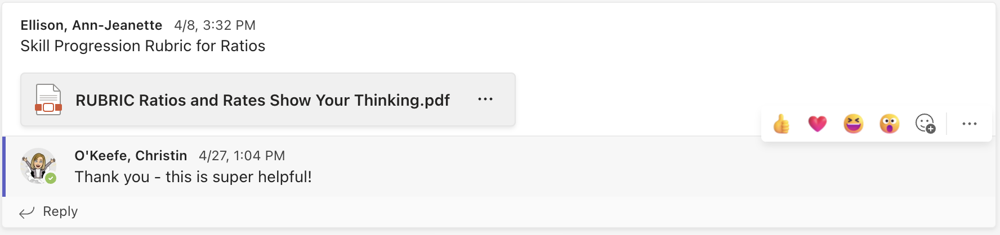 Ellison, Ann-Jeanette 4/8, 3:32 PM
Skill Progression Rubric for Ratios
RUBRIC Ratios and Rates Show Your Thinking.pdf
O'Keefe, Christin 4/27, 1:04 PM
Thank you - this is super helpful!
Reply